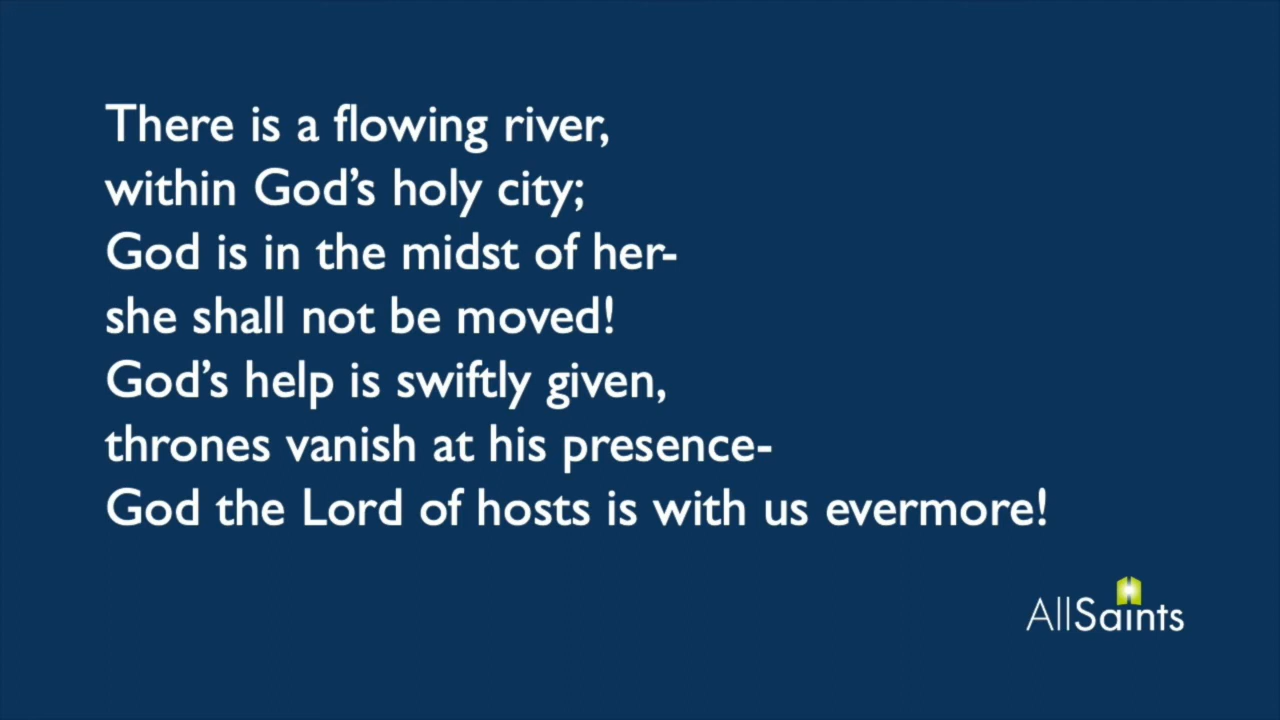 There is a flowing river,
within God’s holy city;
God is in the midst of her-
she shall not be moved!
God’s help is swiftly given,
thrones vanish at his presence-
God the Lord of hosts is with us evermore!
AllSaints